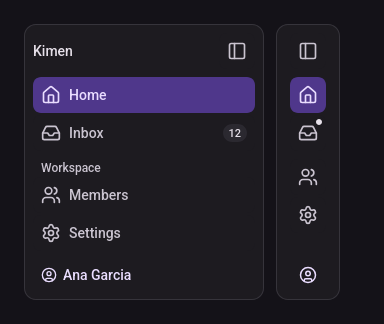 Kimen
Home
Inbox 12
Workspace
Members
Settings
Ana Garcia